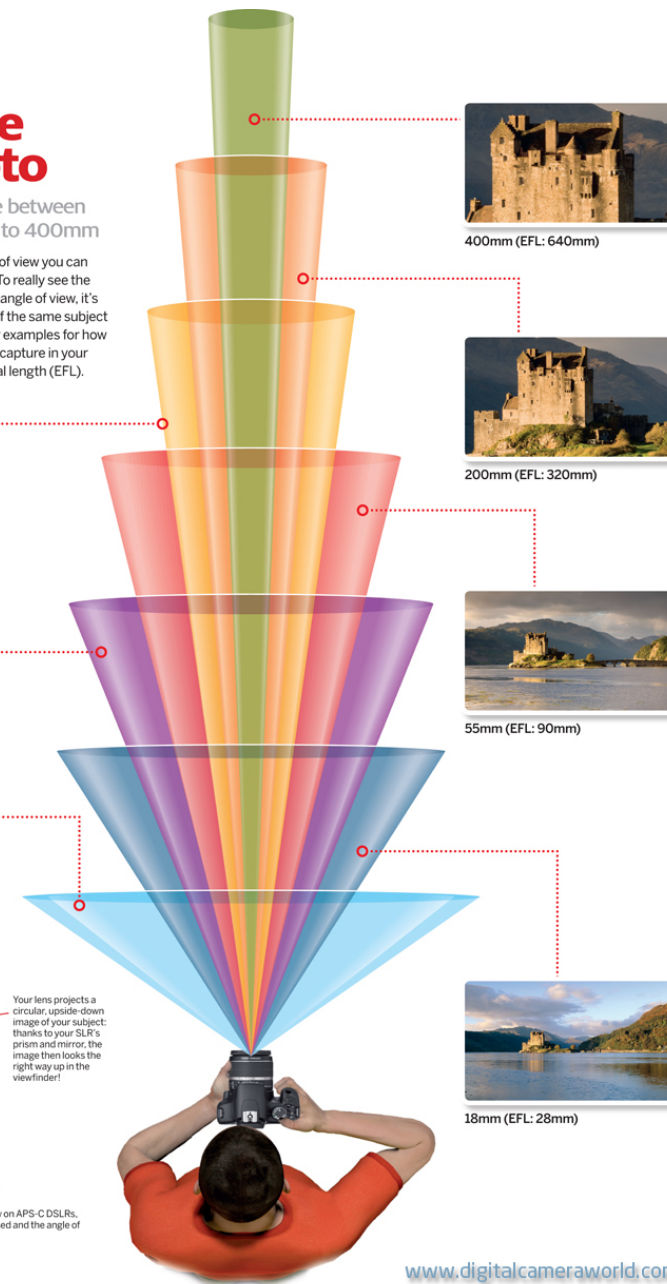 e
to
e between
to 400mm
of view you can
To really see the
angle of view, it's
f the same subject
examples for how
capture in your
al length (EFL).
400mm (EFL: 640mm)
200mm (EFL: 320mm)
55mm (EFL: 90mm)
Your lens projects a
circular, upside-down
image of your subject:
thanks to your SLR's
prism and mirror, the
image then looks the
right way up in the
viewfinder!
18mm (EFL: 28mm)
on APS-C DSLRs,
sed and the angle of
www.digitalcameraworld.com